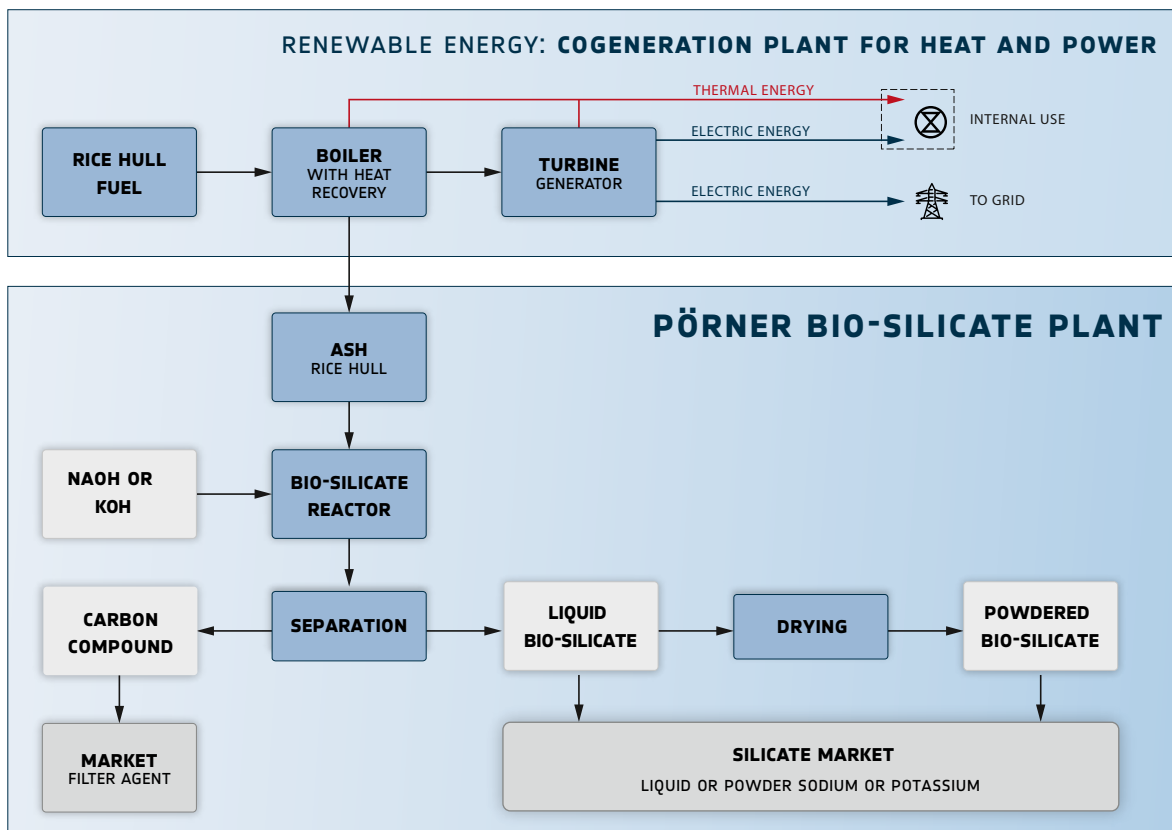 RENEWABLE ENERGY: COGENERATION PLANT FOR HEAT AND POWER
THERMAL ENERGY
INTERNAL USE
ELECTRIC ENERGY
RICE HULL
FUEL
BOILER
WITH HEAT
RECOVERY
TURBINE
GENERATOR
ELECTRIC ENERGY
TO GRID
PÖRNER BIO-SILICATE PLANT
ASH
RICE HULL
NAOH OR
KOH
BIO-SILICATE
REACTOR
CARBON
COMPOUND
SEPARATION
LIQUID
BIO-SILICATE
DRYING
POWDERED
BIO-SILICATE
MARKET
FILTER AGENT
SILICATE MARKET
LIQUID OR POWDER SODIUM OR POTASSIUM